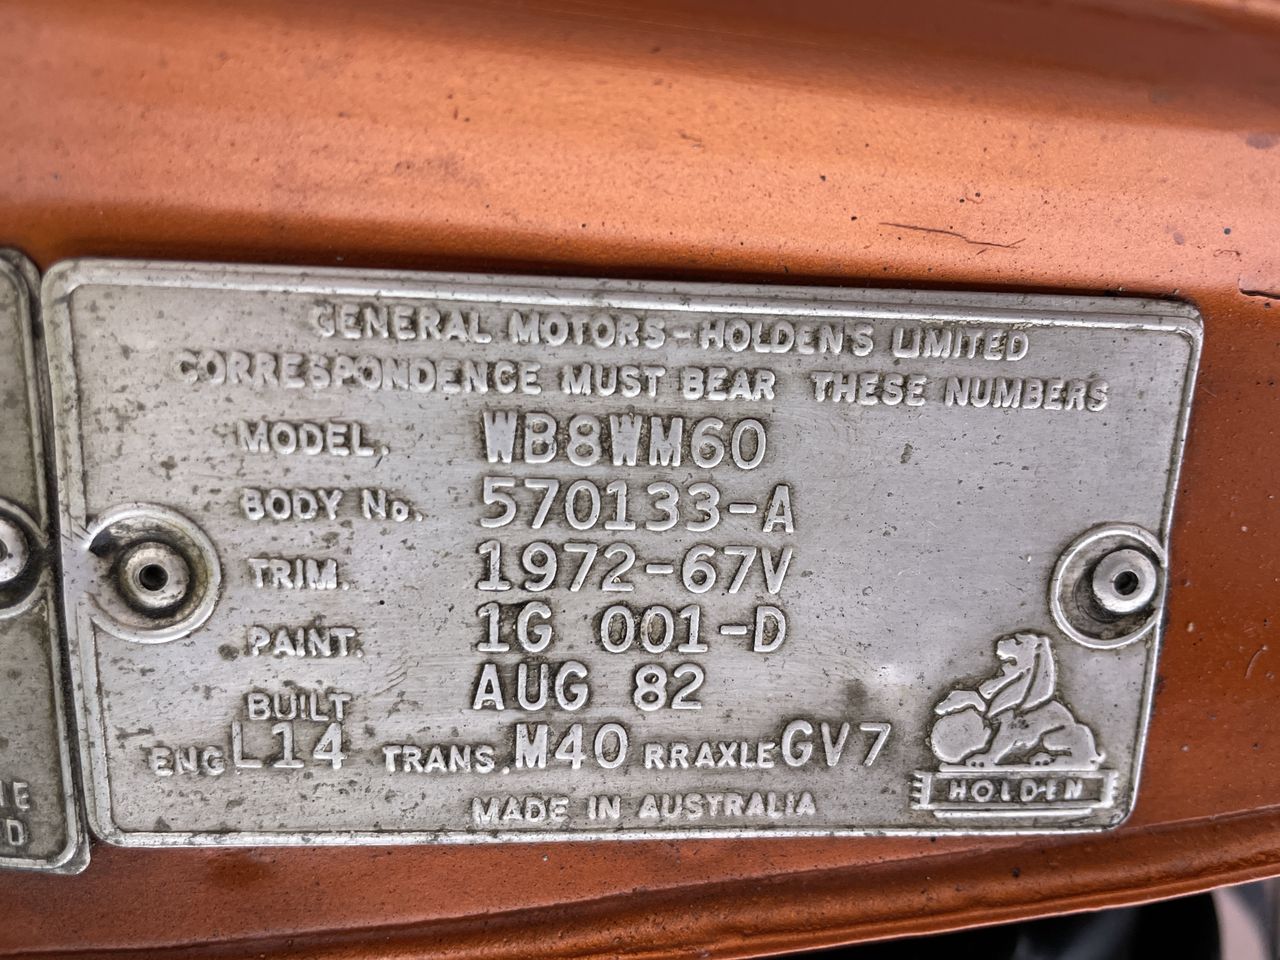 GENERAL MOTORS-HOLDEN'S LIMITED
CORRESPONDENCE MUST BEAR THESE NUMBERS
MODEL. WB8WM60
BODY No. 570133-A
TRIM. 1972-67V
PAINT. 1G 001-D
BUILT AUG 82
ENG L14 TRANS. M40 RR AXLE GV7
MADE IN AUSTRALIA
HOLDEN